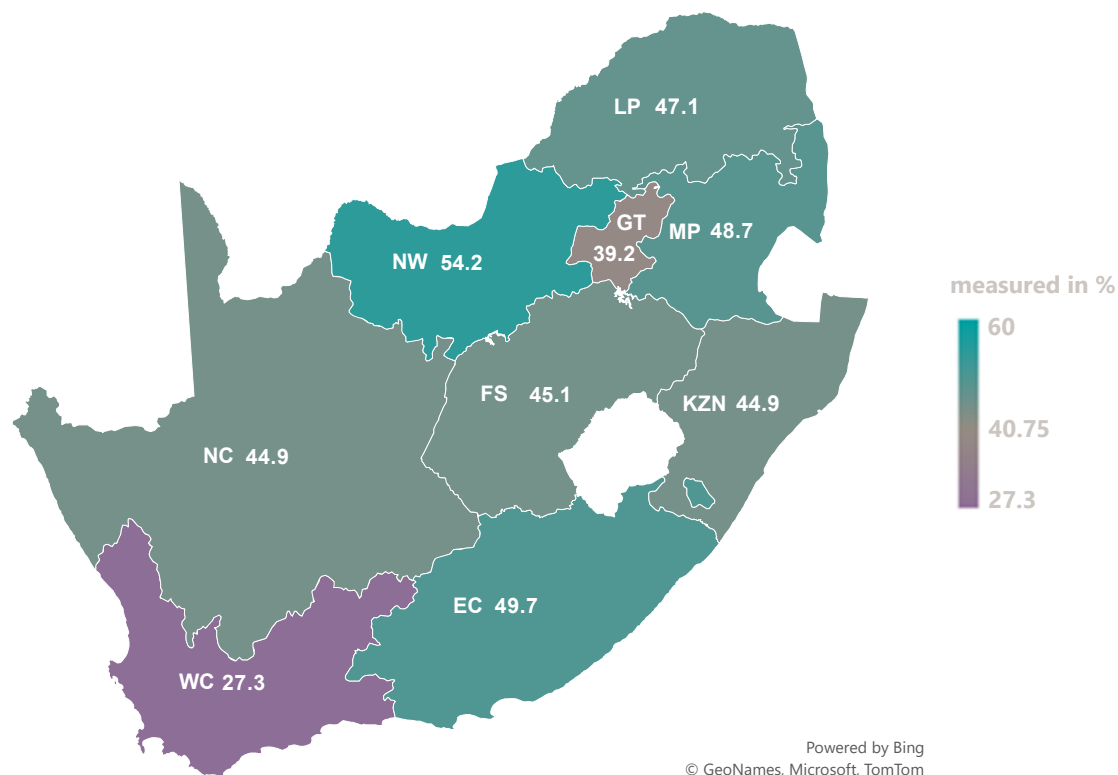 LP 47.1
GT
MP 48.7
39.2
NW 54.2
measured in %
60
FS 45.1
KZN 44.9
40.75
NC 44.9
27.3
EC 49.7
WC 27.3
Powered by Bing
© GeoNames, Microsoft, TomTom